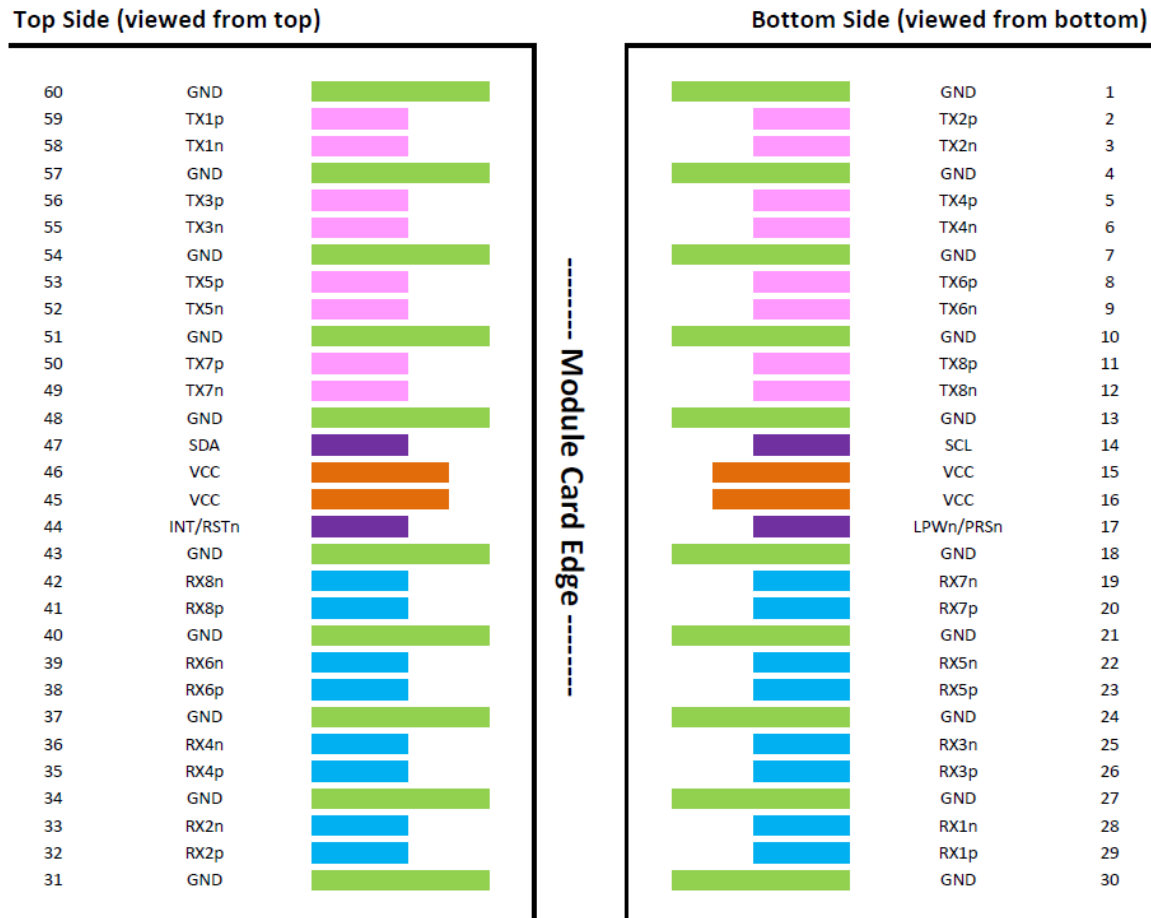 Top Side (viewed from top) Bottom Side (viewed from bottom)
60 GND GND 1
59 TX1p TX2p 2
58 TX1n TX2n 3
57 GND GND 4
56 TX3p TX4p 5
55 TX3n TX4n 6
54 GND GND 7
53 TX5p TX6p 8
52 TX5n TX6n 9
51 GND GND 10
50 TX7p TX8p 11
49 TX7n TX8n 12
48 GND GND 13
47 SDA SCL 14
46 VCC VCC 15
45 VCC VCC 16
44 INT/RSTn LPWn/PRSn 17
43 GND GND 18
42 RX8n RX7n 19
41 RX8p RX7p 20
40 GND GND 21
39 RX6n RX5n 22
38 RX6p RX5p 23
37 GND GND 24
36 RX4n RX3n 25
35 RX4p RX3p 26
34 GND GND 27
33 RX2n RX1n 28
32 RX2p RX1p 29
31 GND GND 30
--------- Module Card Edge --------